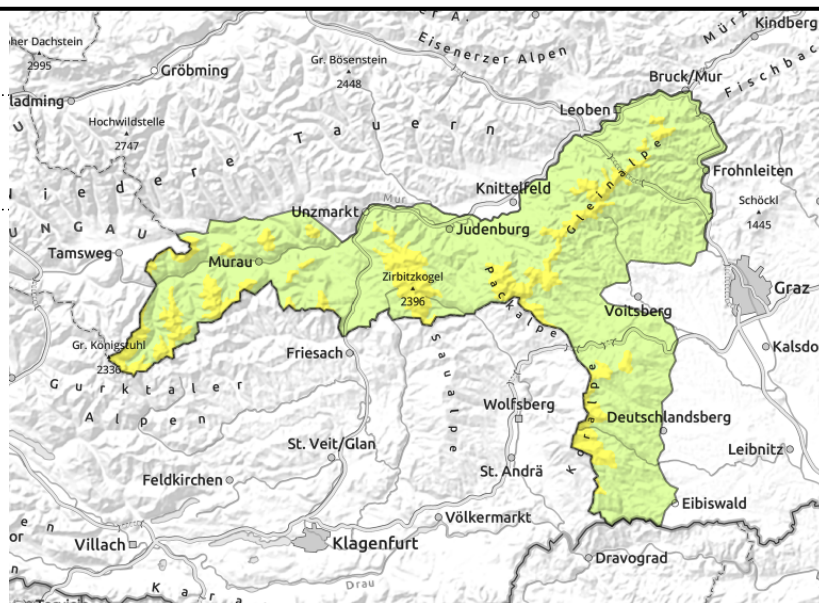 Kindberg
Mürz
Eisenerzer Alpen
her Dachstein
2995
Gr. Bösenstein
2448
Gröbming
Bruck/Mur
Fischbac
ladming
Leoben
Hochwildstelle
2747
Niedere Tauern
Gleinalpe
Frohnleiten
Knittelfeld
Mur
Schöckl
1445
Unzmarkt
Judenburg
UNGAU
Tamsweg
Murau
Zirbitzkogel
2396
Packalpe
Graz
Voitsberg
Gr. Königstuhl
2336
Friesach
Kalsdo
Gurktaler
Alpen
Saualpe
Wolfsberg
Koralpe
Deutschlandsberg
St. Veit/Glan
Leibnitz
Feldkirchen
St. Andrä
Eibiswald
Völkermarkt
Villach
Klagenfurt
Dravograd
Drau
Kara